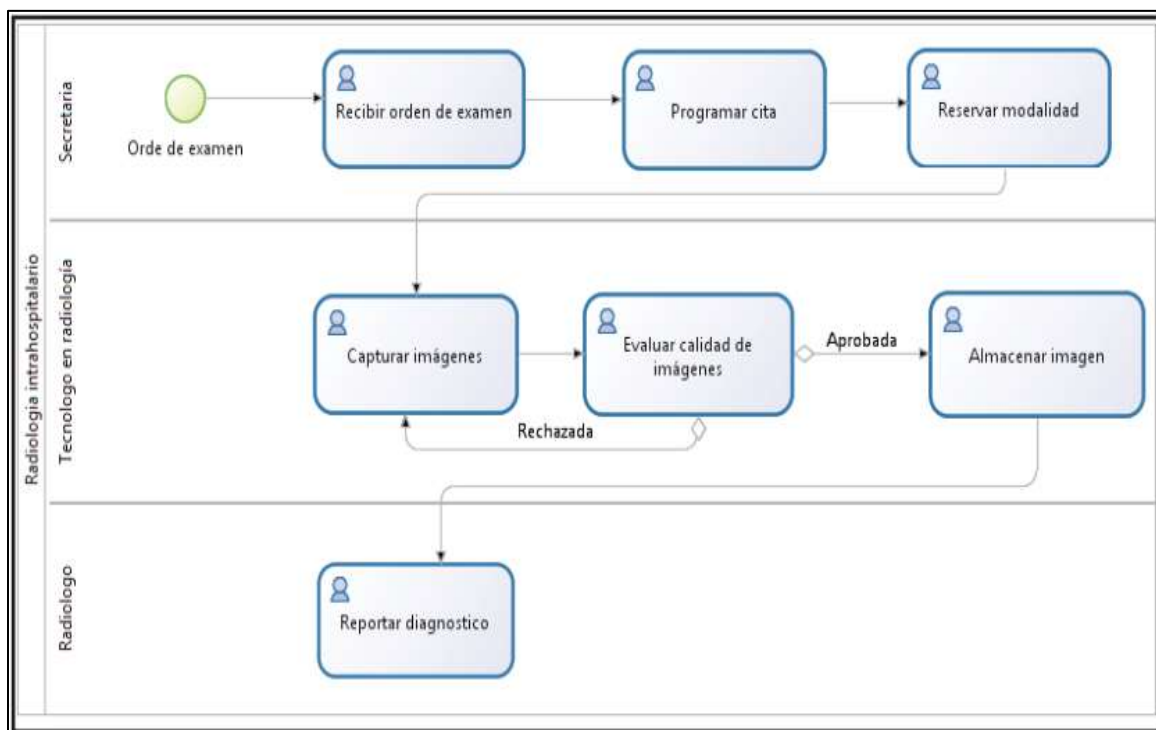 Radiologia intrahospitalario
Secretaria
Orde de examen
Recibir orden de examen
Programar cita
Reservar modalidad
Tecnologo en radiología
Capturar imágenes
Evaluar calidad de
imágenes
Aprobada
Almacenar imagen
Rechazada
Radiologo
Reportar diagnostico